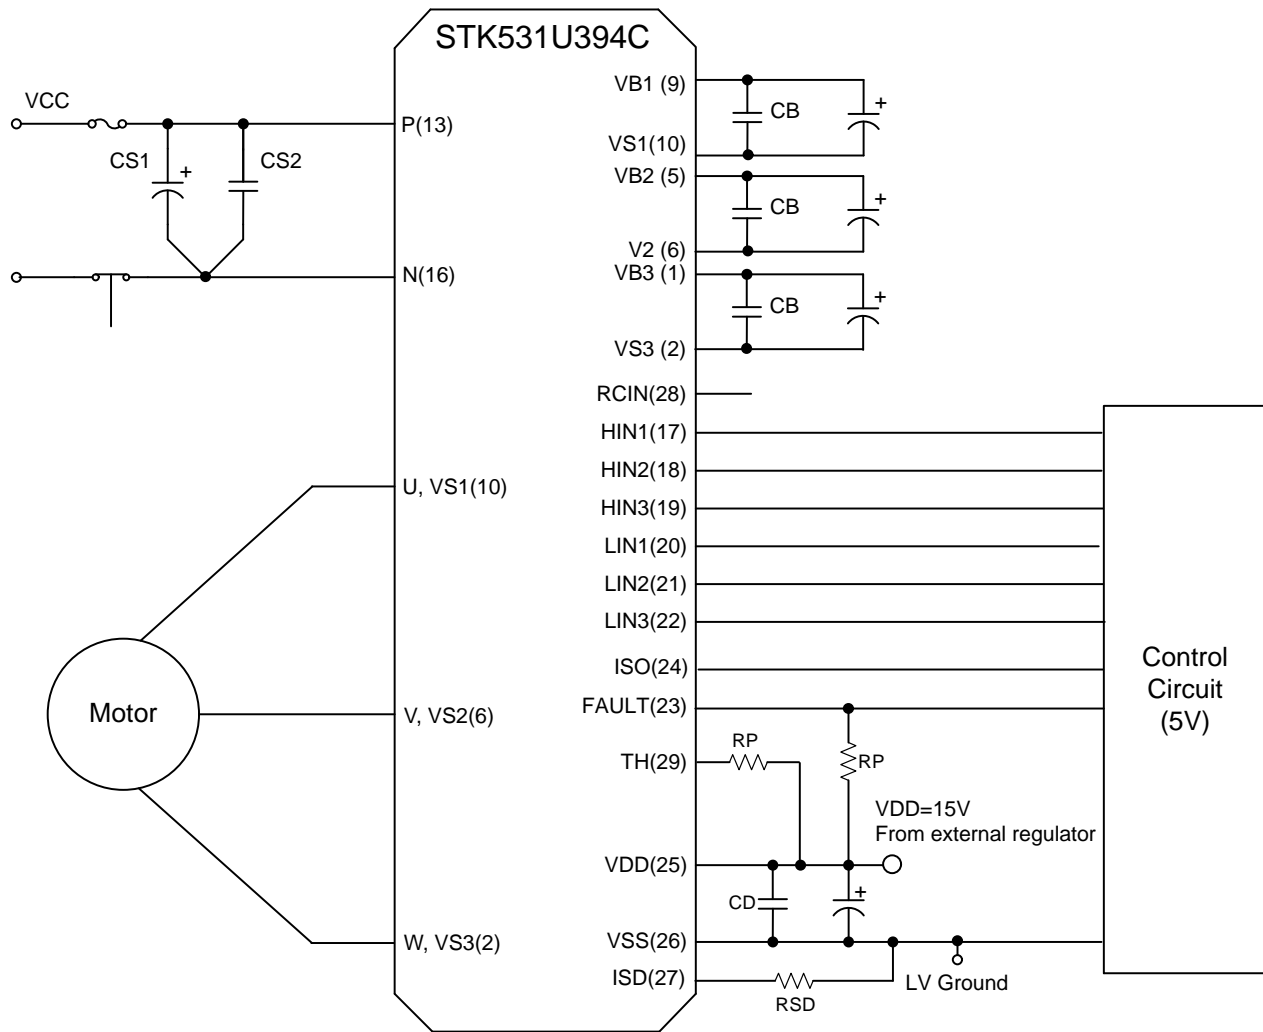 STK531U394C
VCC
CS1
+
CS2
P(13)
N(16)
U, VS1(10)
V, VS2(6)
W, VS3(2)
Motor
VB1 (9)
CB
+
VS1(10)
VB2 (5)
CB
+
V2 (6)
VB3 (1)
CB
+
VS3 (2)
RCIN(28)
HIN1(17)
HIN2(18)
HIN3(19)
LIN1(20)
LIN2(21)
LIN3(22)
ISO(24)
FAULT(23)
TH(29)
RP
RP
VDD=15V
From external regulator
VDD(25)
CD
+
VSS(26)
LV Ground
ISD(27)
RSD
Control
Circuit
(5V)